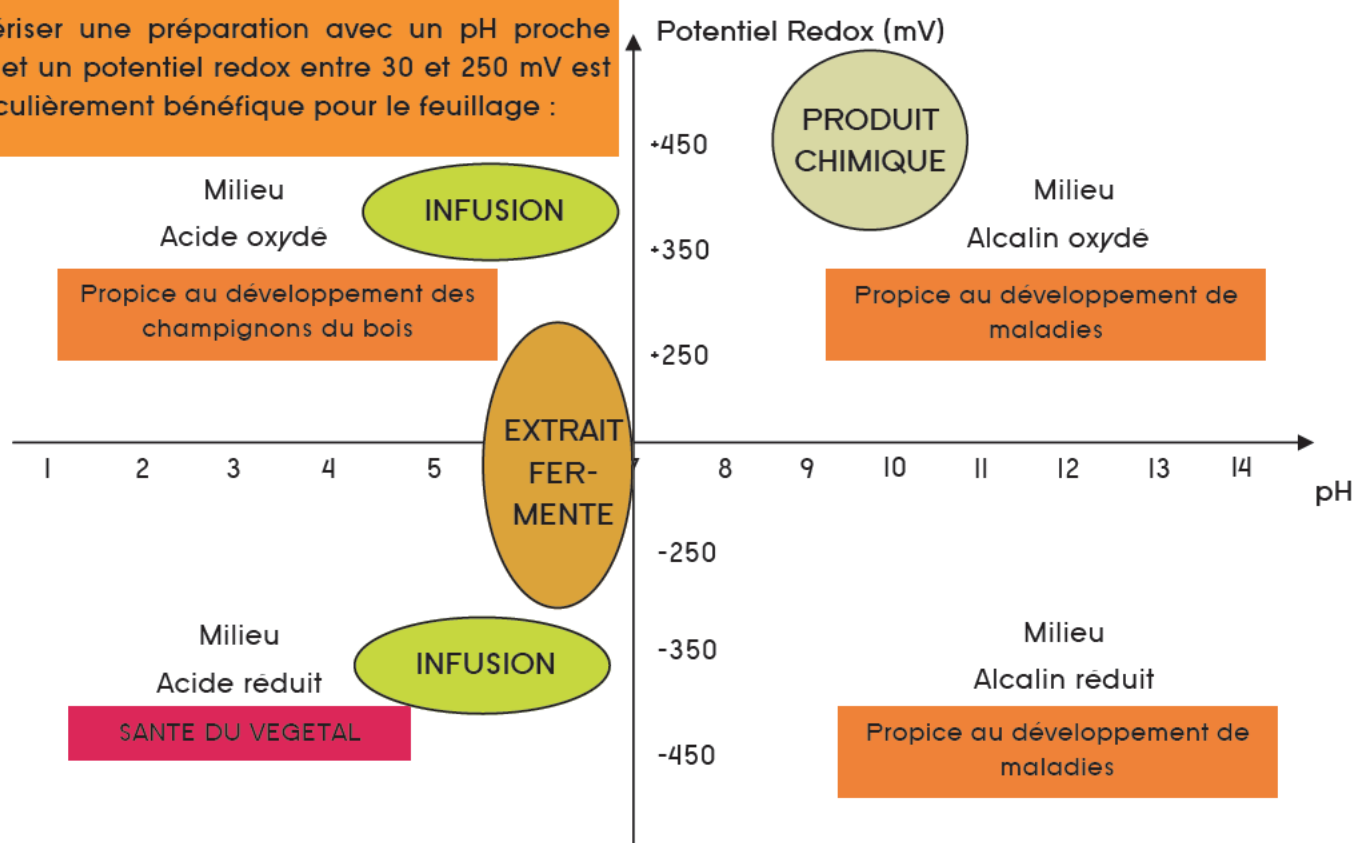 ériser une préparation avec un pH proche
et un potentiel redox entre 30 et 250 mV est
culièrement bénéfique pour le feuillage :
Potentiel Redox (mV)
PRODUIT
CHIMIQUE
+450
Milieu
Acide oxydé
INFUSION
Milieu
Alcalin oxydé
+350
Propice au développement des
champignons du bois
Propice au développement de
maladies
+250
EXTRAIT
FER-
MENTE
1 2 3 4 5 7 8 9 10 11 12 13 14
pH
-250
Milieu
Acide réduit
INFUSION
-350
Milieu
Alcalin réduit
SANTE DU VEGETAL
Propice au développement de
maladies
-450